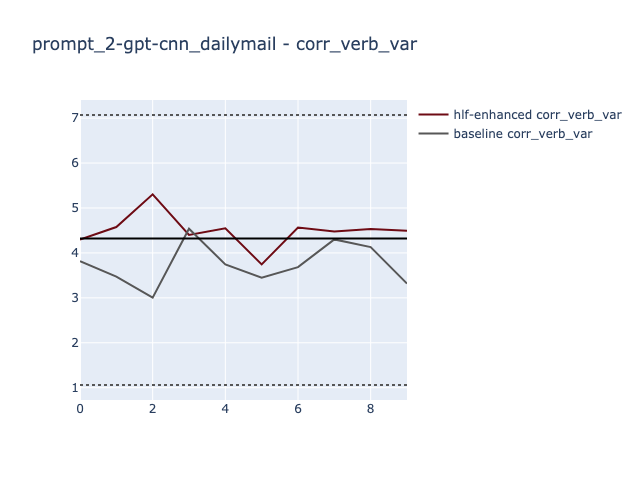 prompt_2-gpt-cnn_dailymail - corr_verb_var
hlf-enhanced corr_verb_var
baseline corr_verb_var
7
6
5
4
3
2
1
0 2 4 6 8